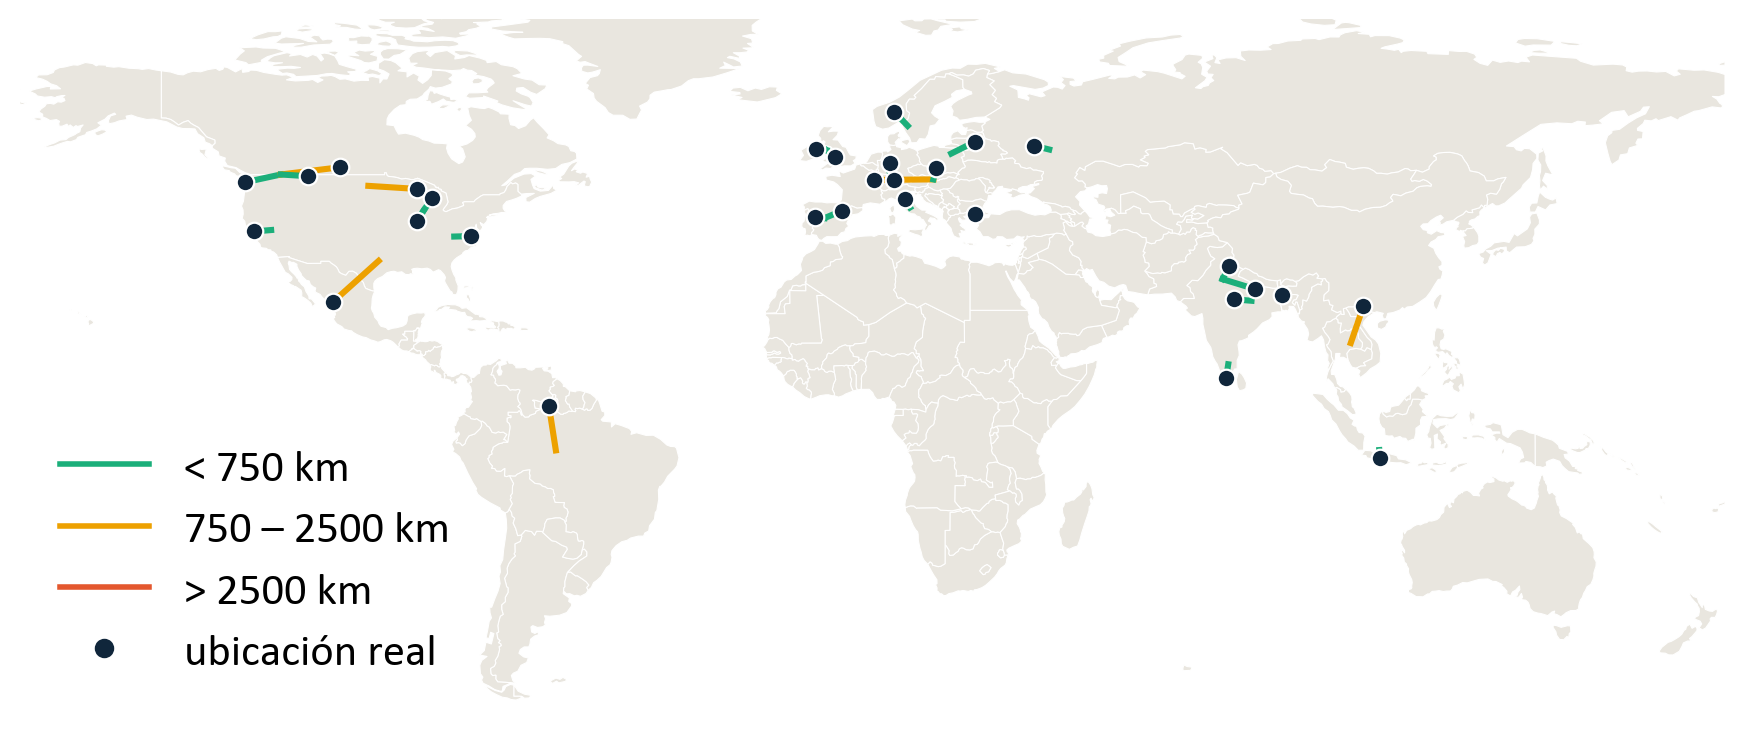 < 750 km
750 – 2500 km
> 2500 km
ubicación real